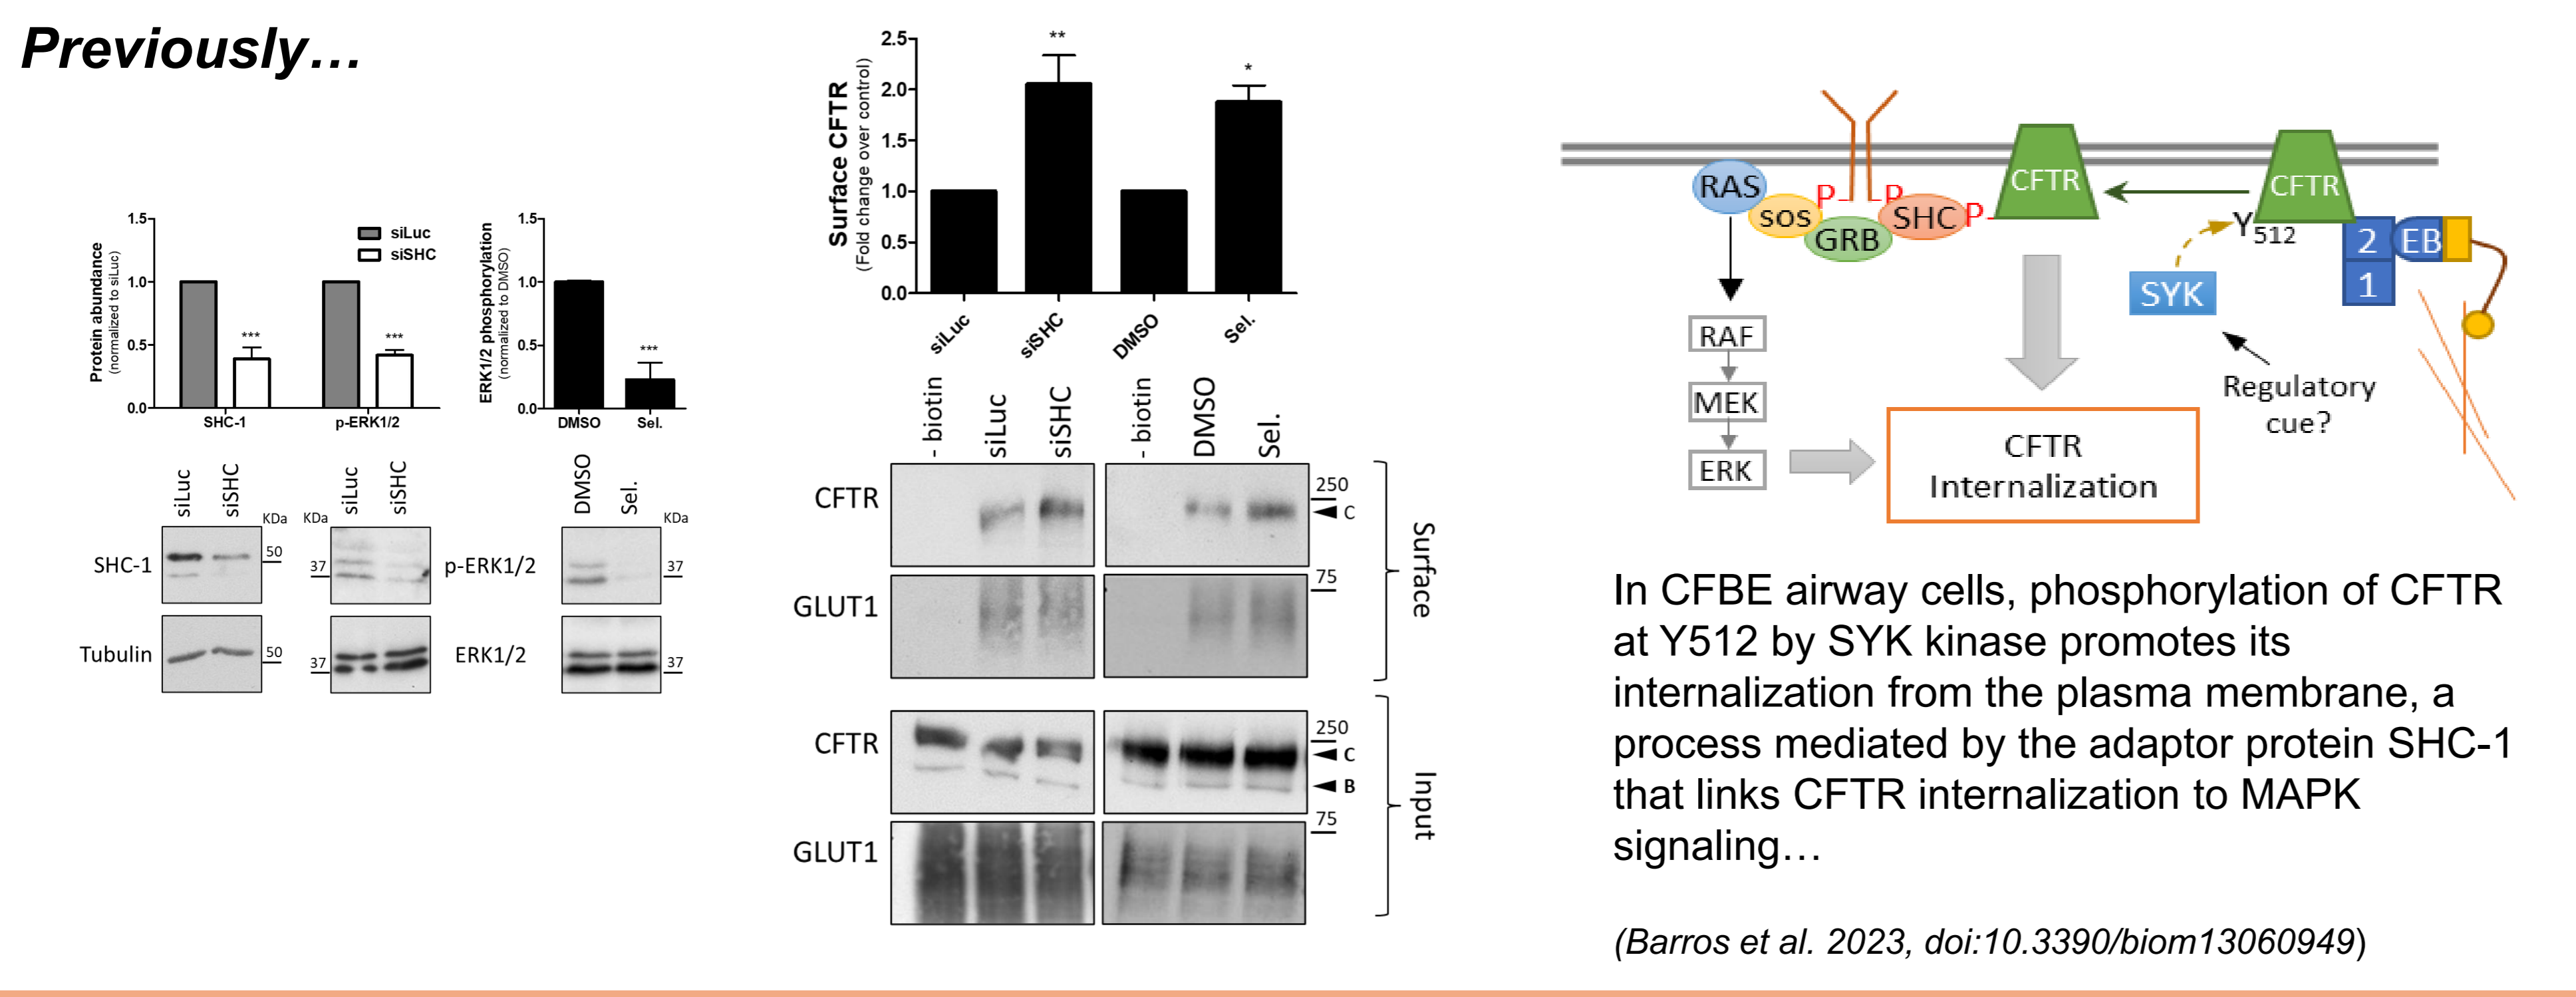 Previously…
1.5
1.0
0.5
0.0
Protein abundance
(normalized to siLuc)
siLuc
siSHC
***
***
SHC-1
p-ERK1/2
1.5
1.0
0.5
0.0
ERK1/2 phosphorylation
(normalized to DMSO)
***
DMSO
Sel.
siLuc
siSHC
KDa
KDa
siLuc
siSHC
DMSO
Sel.
KDa
SHC-1
50
37
p-ERK1/2
37
Tubulin
50
37
ERK1/2
37
2.5
2.0
1.5
1.0
0.5
0.0
Surface CFTR
(Fold change over control)
**
*
siLuc
siSHC
DMSO
Sel.
- biotin
siLuc
siSHC
- biotin
DMSO
Sel.
CFTR
250
C
GLUT1
75
Surface
CFTR
250
C
B
GLUT1
75
Input
RAS
SOS
P
P
GRB
SHC
P
CFTR
CFTR
Y512
SYK
2
EB
1
RAF
MEK
ERK
Regulatory
cue?
CFTR
Internalization
In CFBE airway cells, phosphorylation of CFTR
at Y512 by SYK kinase promotes its
internalization from the plasma membrane, a
process mediated by the adaptor protein SHC-1
that links CFTR internalization to MAPK
signaling…
(Barros et al. 2023, doi:10.3390/biom13060949)